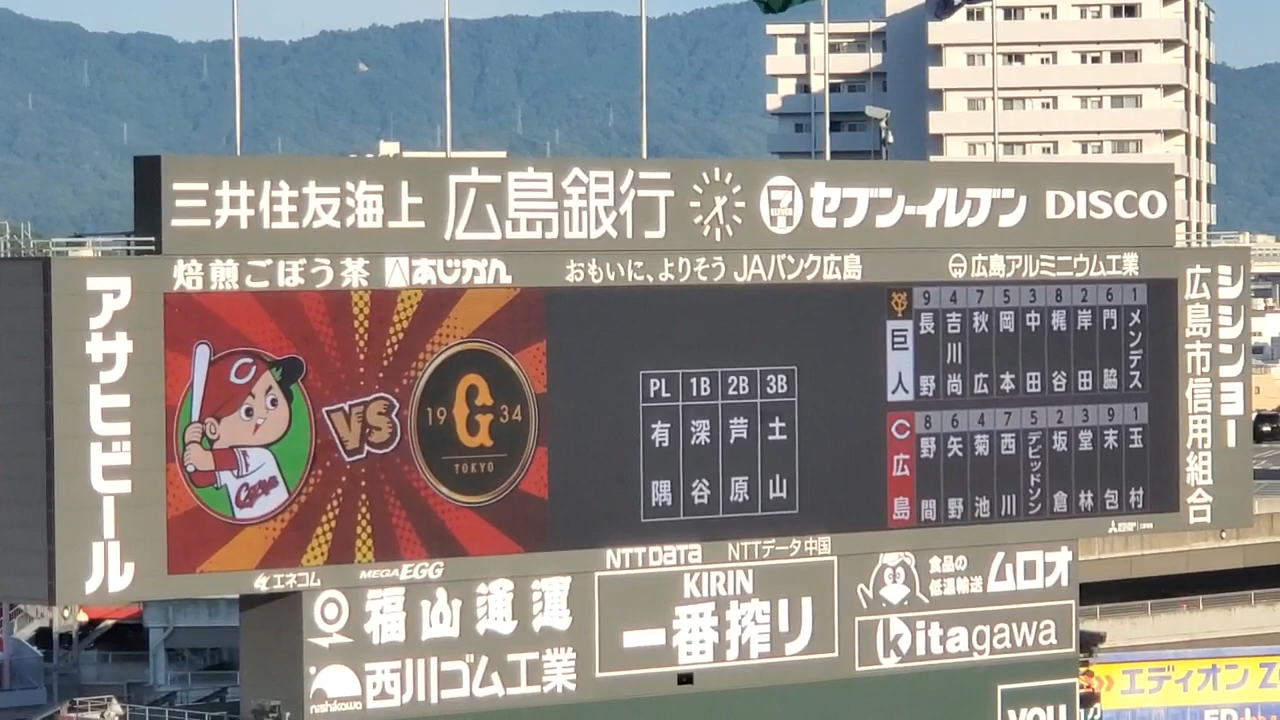 三井住友海上 広島銀行 7 ELEVEN セブン-イレブン DISCO
焙煎ごぼう茶 あじかん おもいに、よりそう JAバンク広島 広島アルミニウム工業
アサヒビール
C
Carp
VS
19 G 34
TOKYO
PL 1B 2B 3B
有隅 深谷 芦原 土山
9 4 7 5 3 8 2 6 1
巨人 長野 吉川尚 秋広 岡本 中田 梶谷 岸田 門脇 メンデス
8 6 4 7 5 2 3 9 1
C広島 野間 矢野 菊池 西川 デビッドソン 坂倉 堂林 末包 玉村
シシンヨー
広島市信用組合
エネコム MEGA EGG NTT DATA NTTデータ中国
福山通運
KIRIN
一番搾り
食品の
低温輸送 ムロオ
nishikawa 西川ゴム工業
kitagawa
エディオン
YOU